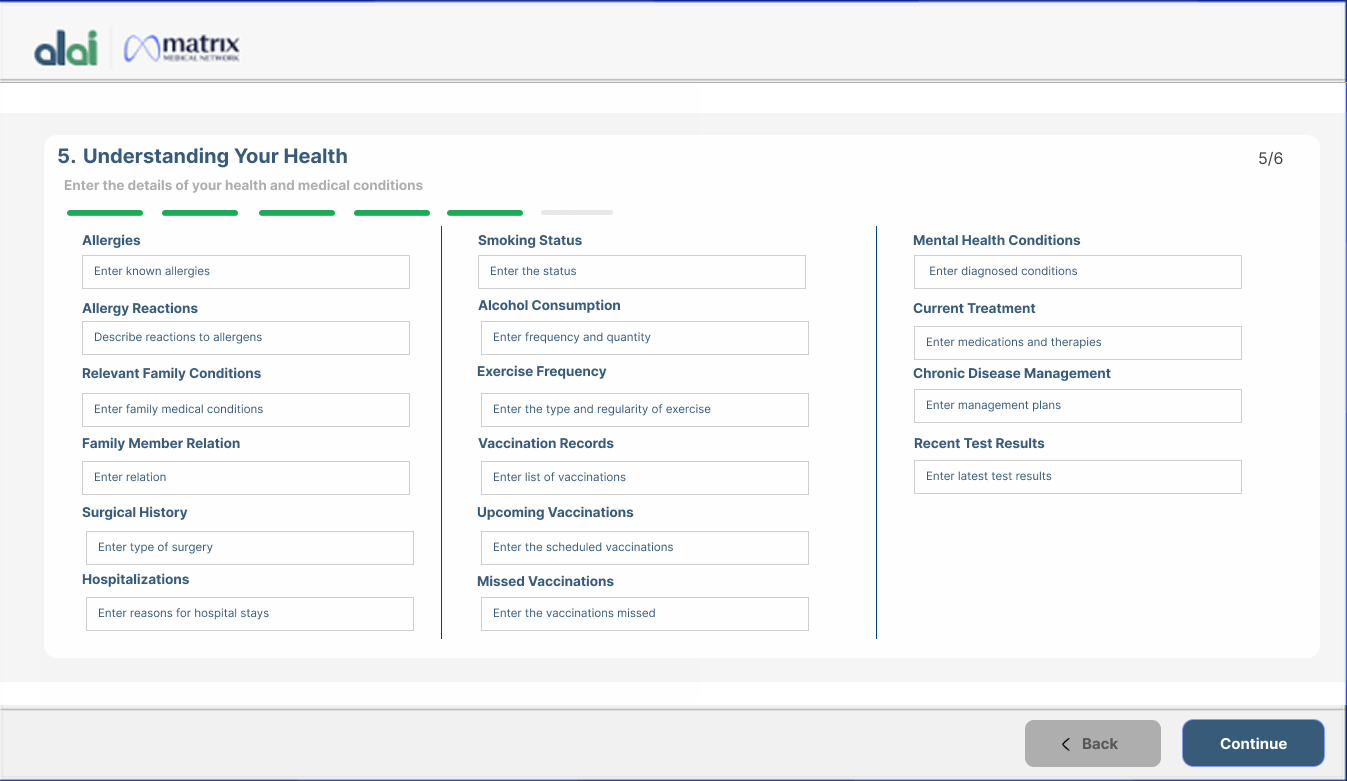 alai
matrix
MEDICAL NETWORK
5. Understanding Your Health
5/6
Enter the details of your health and medical conditions
Allergies
Enter known allergies
Allergy Reactions
Describe reactions to allergens
Relevant Family Conditions
Enter family medical conditions
Family Member Relation
Enter relation
Surgical History
Enter type of surgery
Hospitalizations
Enter reasons for hospital stays
Smoking Status
Enter the status
Alcohol Consumption
Enter frequency and quantity
Exercise Frequency
Enter the type and regularity of exercise
Vaccination Records
Enter list of vaccinations
Upcoming Vaccinations
Enter the scheduled vaccinations
Missed Vaccinations
Enter the vaccinations missed
Mental Health Conditions
Enter diagnosed conditions
Current Treatment
Enter medications and therapies
Chronic Disease Management
Enter management plans
Recent Test Results
Enter latest test results
Back
Continue